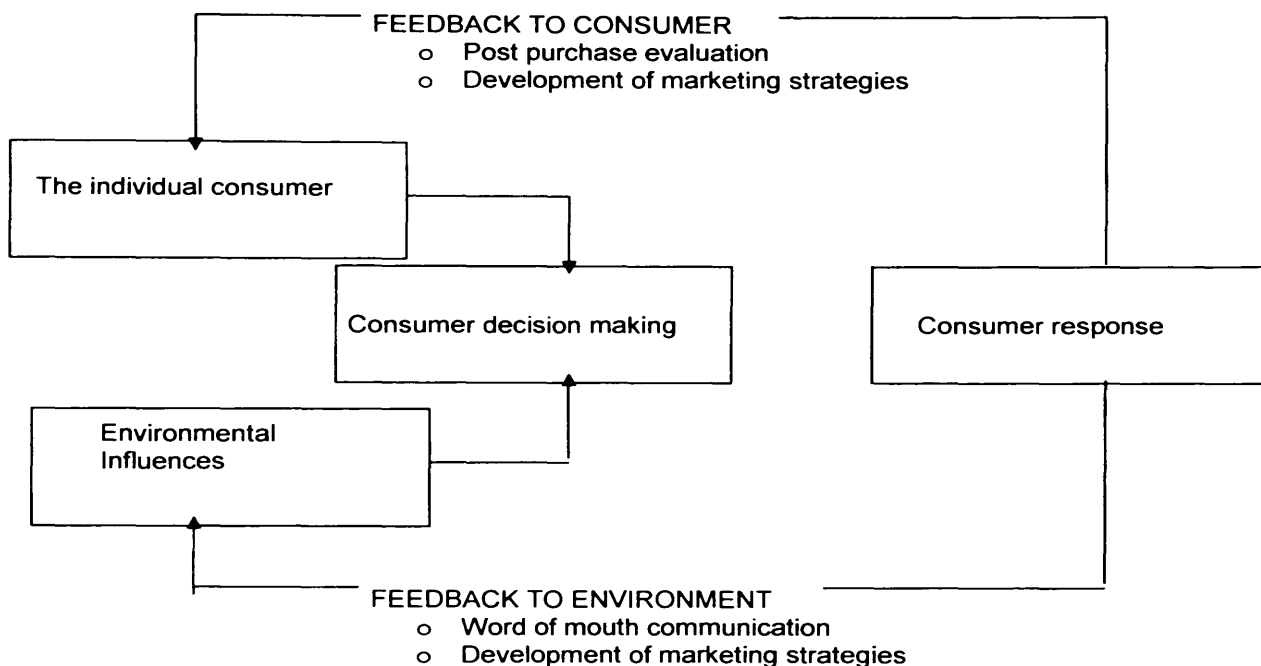 FEEDBACK TO CONSUMER
o Post purchase evaluation
o Development of marketing strategies
The individual consumer
Consumer decision making
Consumer response
Environmental
Influences
FEEDBACK TO ENVIRONMENT
o Word of mouth communication
o Development of marketing strategies